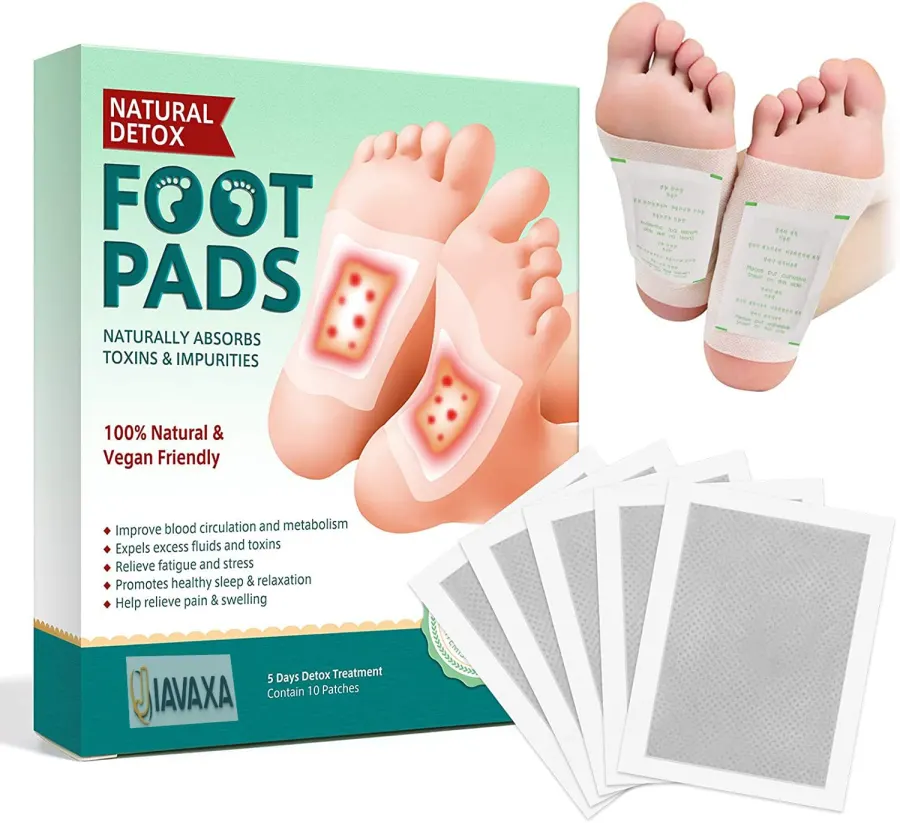 NATURAL
DETOX
FOOT
PADS
NATURALLY ABSORBS
TOXINS & IMPURITIES
100% Natural &
Vegan Friendly
Improve blood circulation and metabolism
Expels excess fluids and toxins
Relieve fatigue and stress
Promotes healthy sleep & relaxation
Help relieve pain & swelling
JIAVAXA
5 Days Detox Treatment
Contain 10 Patches